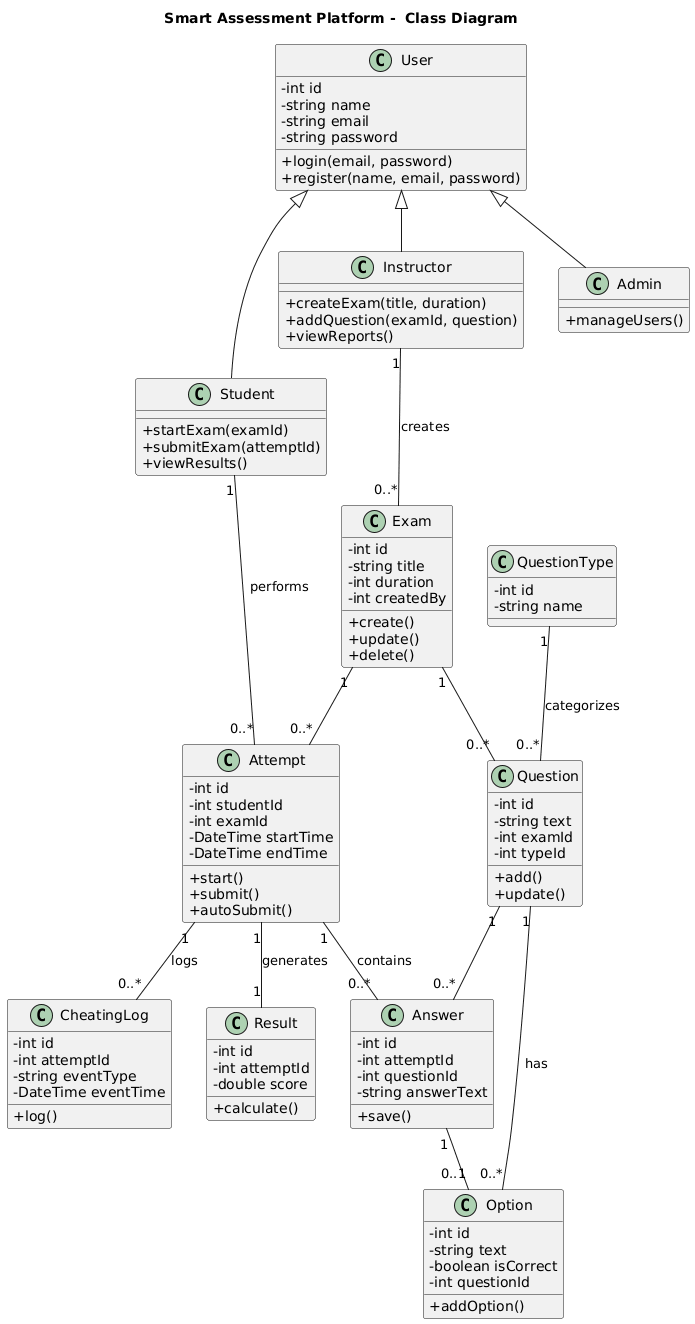 Smart Assessment Platform -  Class Diagram
C User
-int id
-string name
-string email
-string password
+login(email, password)
+register(name, email, password)
C Instructor
+createExam(title, duration)
+addQuestion(examId, question)
+viewReports()
C Admin
+manageUsers()
C Student
+startExam(examId)
+submitExam(attemptId)
+viewResults()
1
creates
0..*
1
performs
0..*
C Exam
-int id
-string title
-int duration
-int createdBy
+create()
+update()
+delete()
C QuestionType
-int id
-string name
1
0..*
1
0..*
1
categorizes
0..*
C Attempt
-int id
-int studentId
-int examId
-DateTime startTime
-DateTime endTime
+start()
+submit()
+autoSubmit()
C Question
-int id
-string text
-int examId
-int typeId
+add()
+update()
1
logs
0..*
1
generates
1
1
contains
0..*
1
0..*
1
has
0..*
C CheatingLog
-int id
-int attemptId
-string eventType
-DateTime eventTime
+log()
C Result
-int id
-int attemptId
-double score
+calculate()
C Answer
-int id
-int attemptId
-int questionId
-string answerText
+save()
1
0..1
C Option
-int id
-string text
-boolean isCorrect
-int questionId
+addOption()